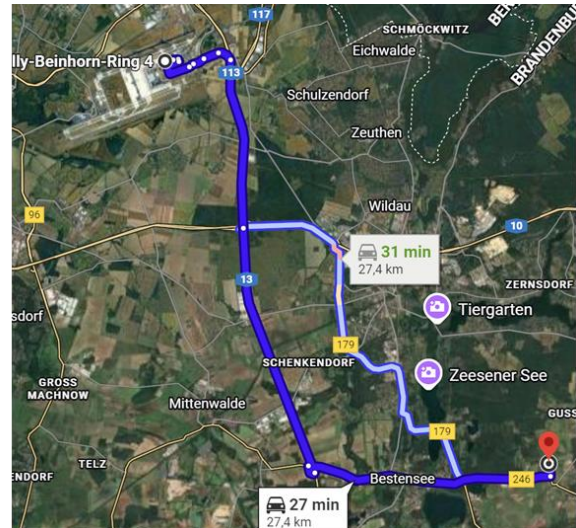 117
SCHMÖCKWITZ
BER
BRANDENBU
Eichwalde
lly-Beinhorn-Ring 4
113
Schulzendorf
Zeuthen
96
Wildau
10
31 min
27,4 km
13
ZERNSDORF
sdorf
Tiergarten
179
SCHENKENDORF
Zeesener See
GROSS
MACHNOW
Mittenwalde
GUSS
179
TELZ
ENDORF
Bestensee
246
27 min
27,4 km